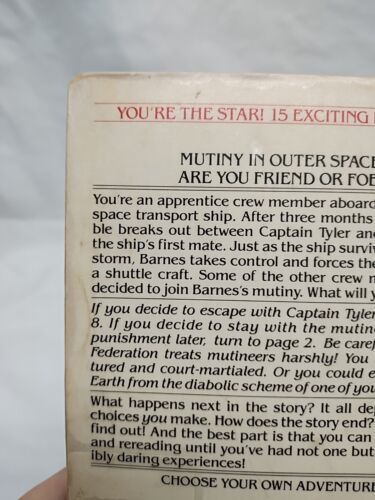 YOU'RE THE STAR! 15 EXCITING
MUTINY IN OUTER SPACE
ARE YOU FRIEND OR FOE
You're an apprentice crew member aboard
space transport ship. After three months
ble breaks out between Captain Tyler and
the ship's first mate. Just as the ship surviv
storm, Barnes takes control and forces the
a shuttle craft. Some of the other crew m
decided to join Barnes's mutiny. What will y
If you decide to escape with Captain Tyler
8. If you decide to stay with the mutine
punishment later, turn to page 2. Be caref
Federation treats mutineers harshly! You
tured and court-martialed. Or you could e
Earth from the diabolic scheme of one of you
What happens next in the story? It all dep
choices you make. How does the story end?
find out! And the best part is that you can
and rereading until you've had not one but
ibly daring experiences!
CHOOSE YOUR OWN ADVENTURE